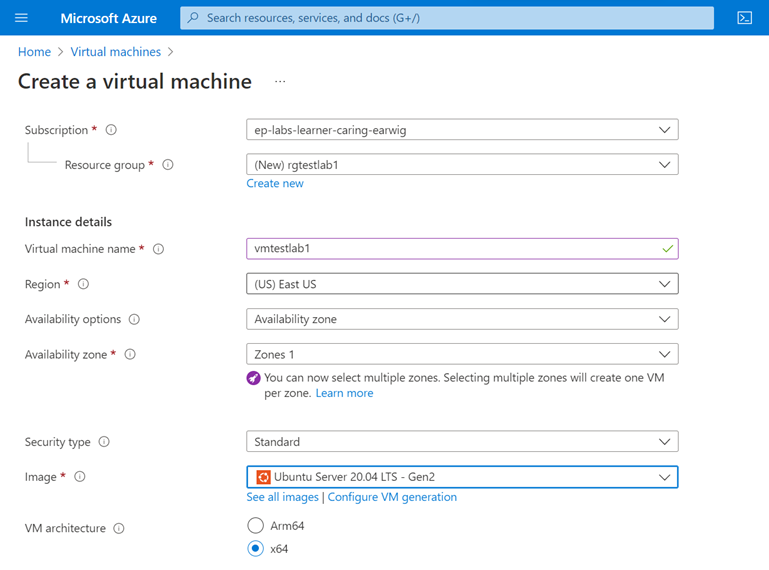 Microsoft Azure
Search resources, services, and docs (G+/)
Home > Virtual machines >
Create a virtual machine ...
Subscription * ep-labs-learner-caring-earwig
Resource group * (New) rgtestlab1
Create new
Instance details
Virtual machine name * vmtestlab1
Region * (US) East US
Availability options Availability zone
Availability zone * Zones 1
You can now select multiple zones. Selecting multiple zones will create one VM
per zone. Learn more
Security type Standard
Image * Ubuntu Server 20.04 LTS - Gen2
See all images | Configure VM generation
VM architecture Arm64
x64